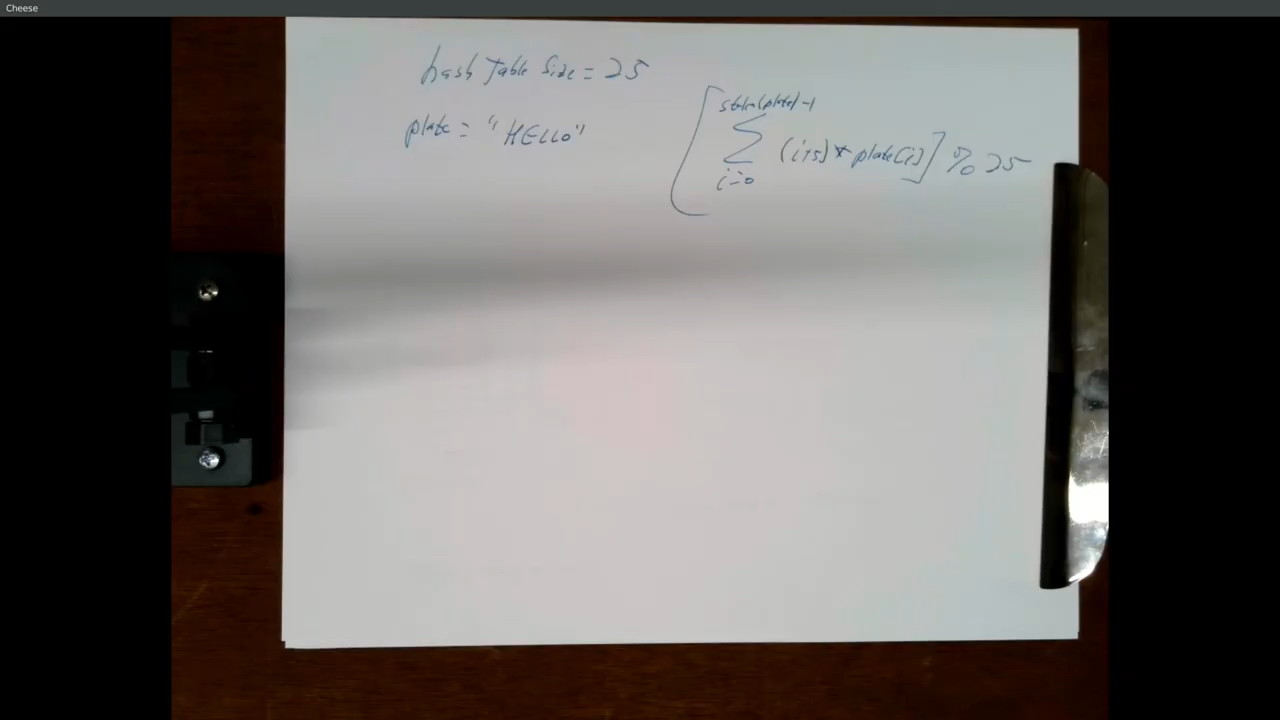 Cheese
hash Table Size = 25
plate = "HELLO"
[ strlen(plate)-1
∑ (i+5) * plate[i] ] % 25
i=0